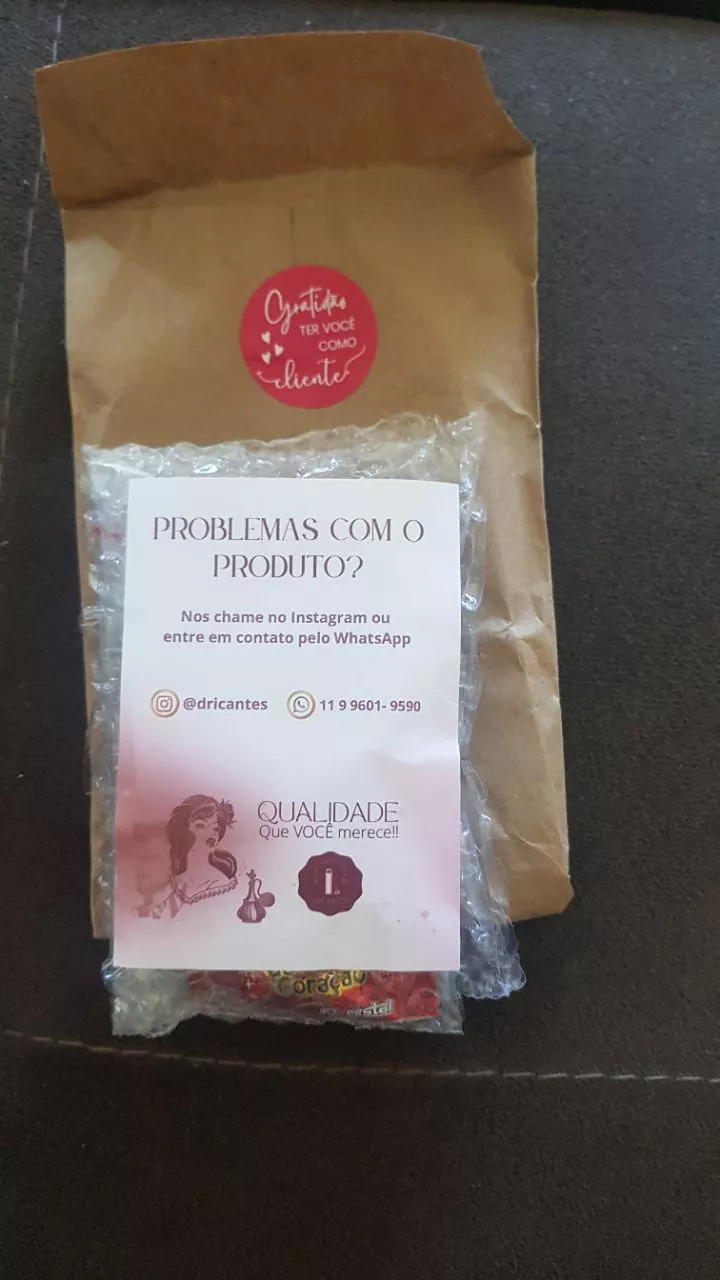 Gratidão
TER VOCÊ
COMO
cliente
PROBLEMAS COM O
PRODUTO?
Nos chame no Instagram ou
entre em contato pelo WhatsApp
@dricantes
11 9 9601- 9590
QUALIDADE
Que VOCÊ merece!!
Coração